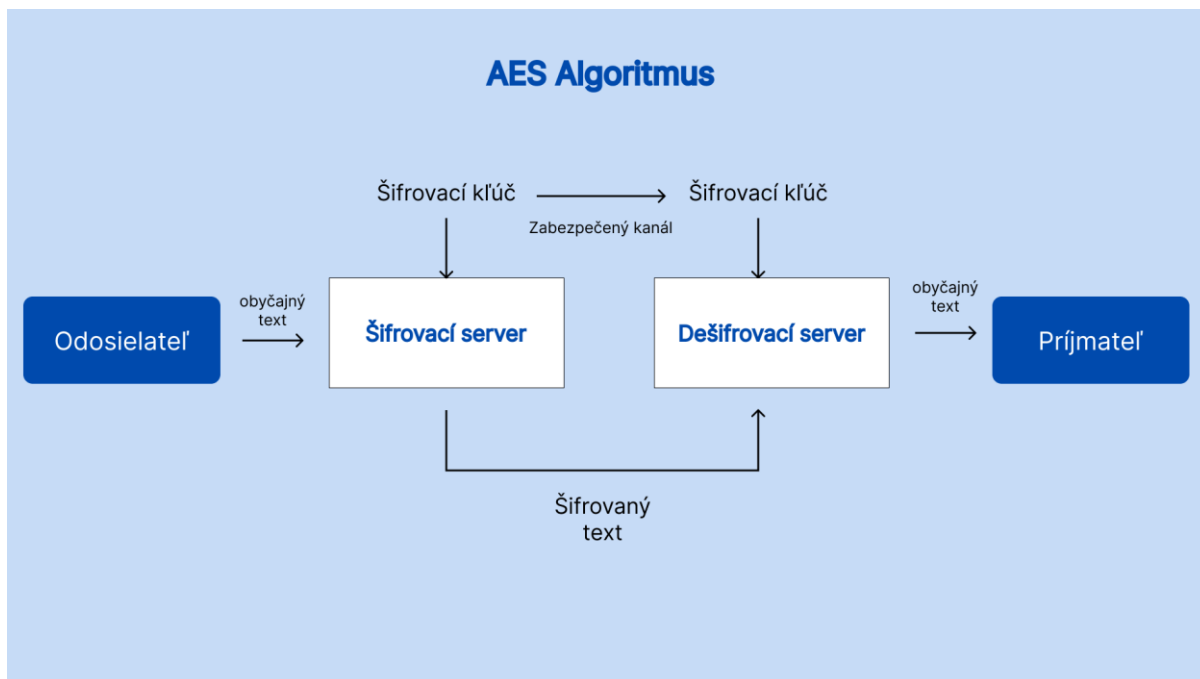 AES Algoritmus
Šifrovací kľúč
Šifrovací kľúč
Zabezpečený kanál
Odosielateľ
obyčajný
text
Šifrovací server
Dešifrovací server
obyčajný
text
Príjmateľ
Šifrovaný
text